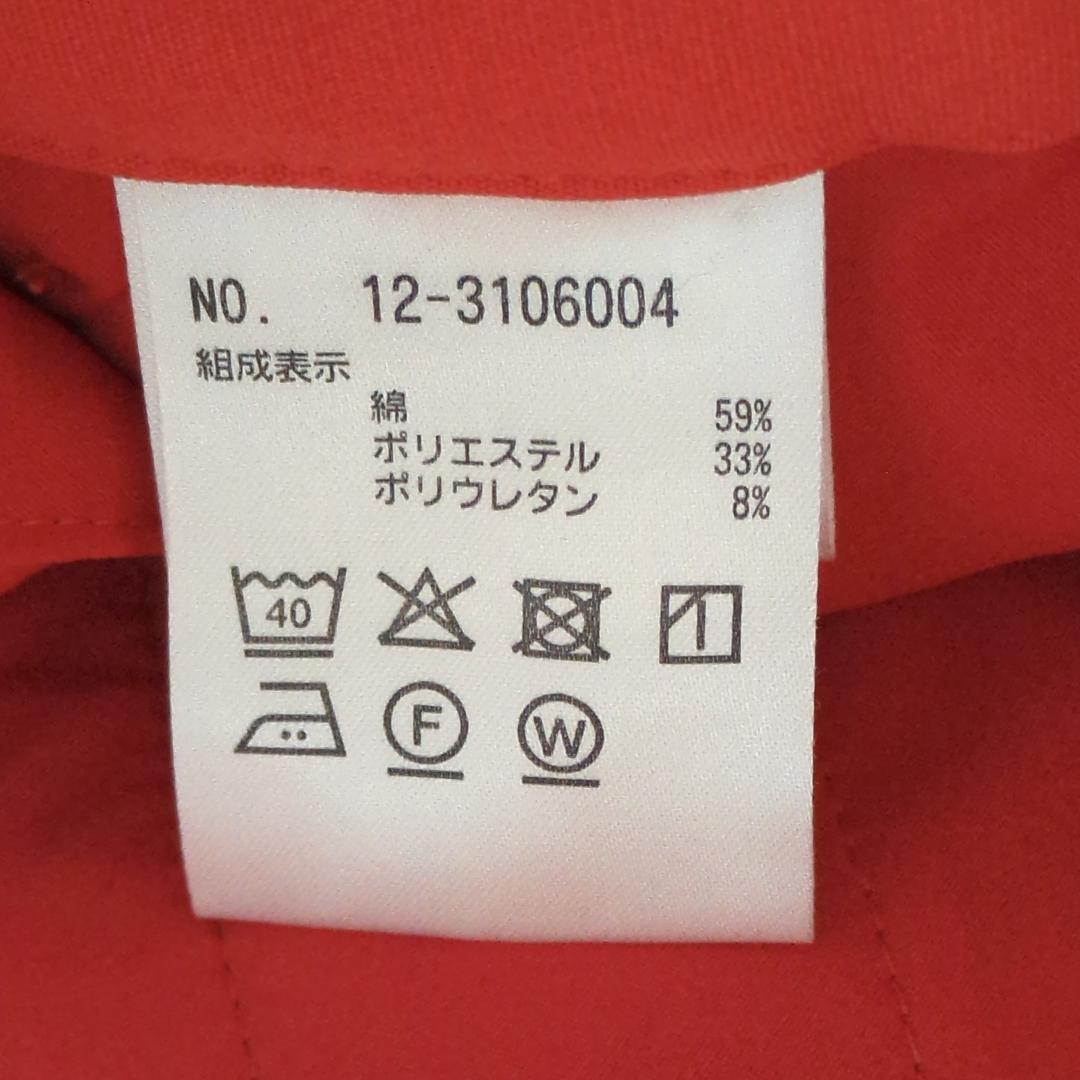 NO. 12-3106004
組成表示
綿 59%
ポリエステル 33%
ポリウレタン 8%
40
F W